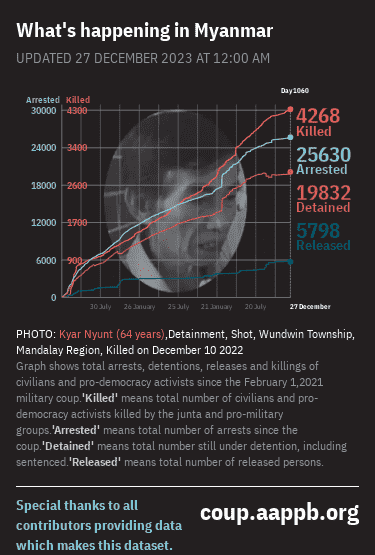 What's happening in Myanmar
UPDATED 27 DECEMBER 2023 AT 12:00 AM
Day1060
Arrested Killed
30000 4300
24000 3400
18000 2600
12000 1700
6000 900
0
4268
Killed
25630
Arrested
19832
Detained
5798
Released
30 July 26 January 25 July 21 January 20 July 27 December
PHOTO: Kyar Nyunt (64 years),Detainment, Shot, Wundwin Township,
Mandalay Region, Killed on December 10 2022
Graph shows total arrests, detentions, releases and killings of
civilians and pro-democracy activists since the February 1,2021
military coup.'Killed' means total number of civilians and pro-
democracy activists killed by the junta and pro-military
groups.'Arrested' means total number of arrests since the
coup.'Detained' means total number still under detention, including
sentenced.'Released' means total number of released persons.
Special thanks to all
contributors providing data
which makes this dataset.
coup.aappb.org